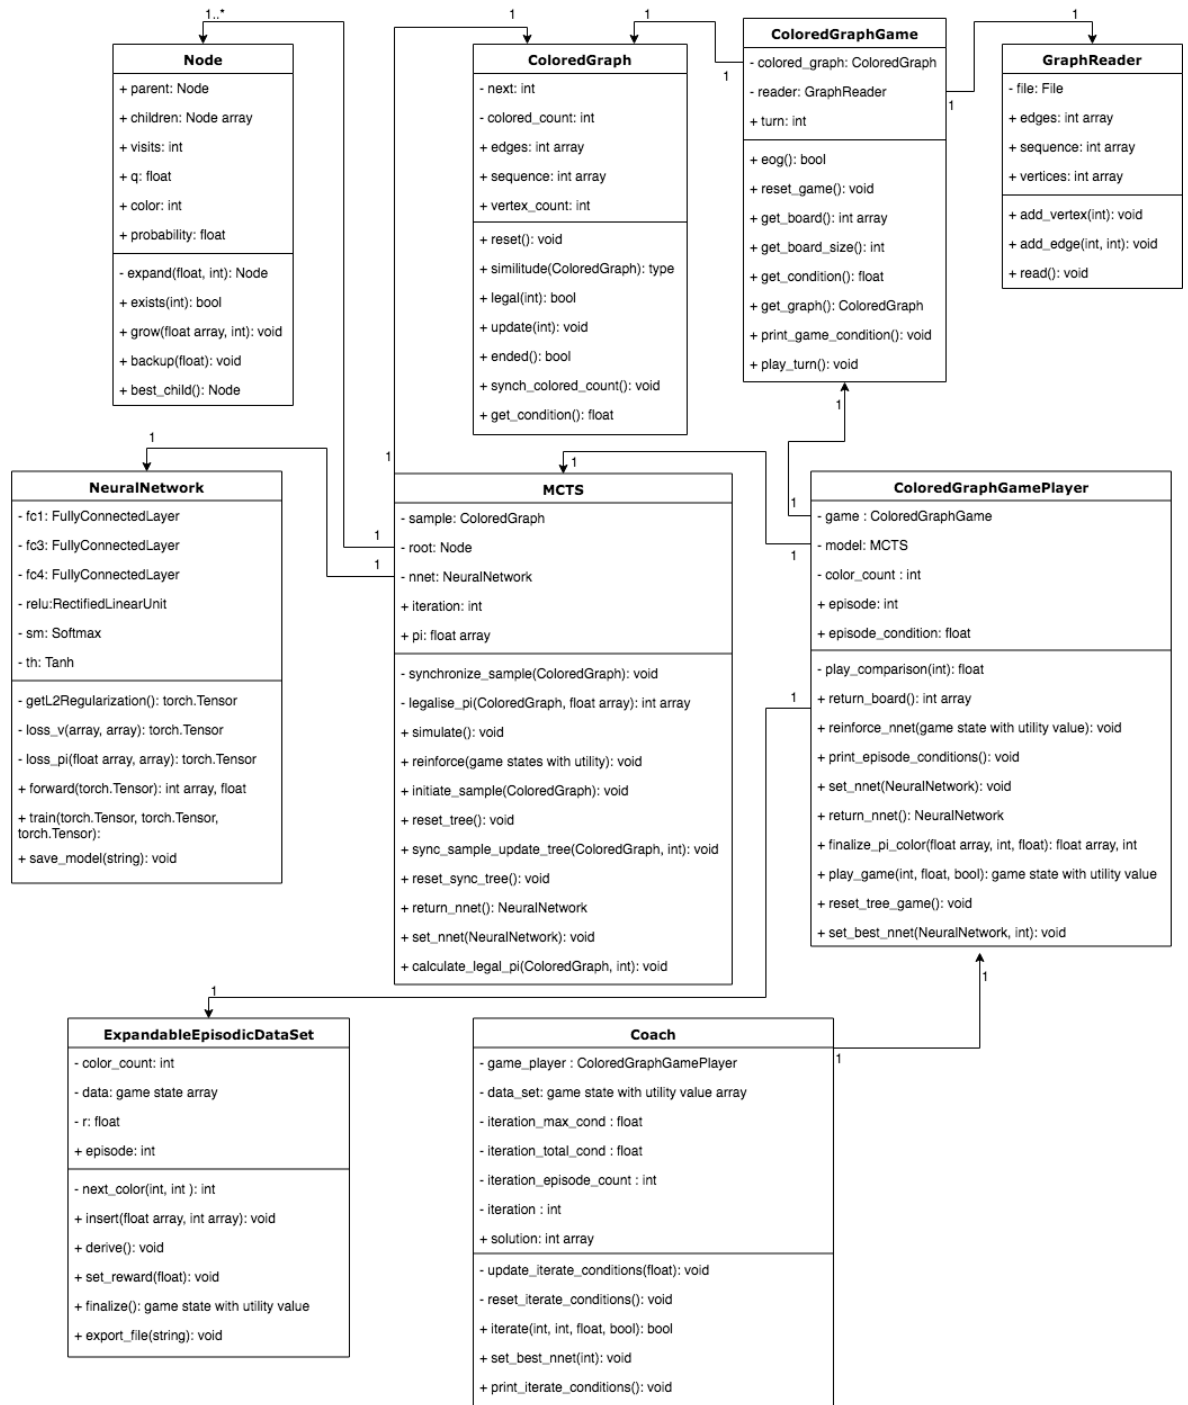 1..*
1
1
1
Node
+ parent: Node
+ children: Node array
+ visits: int
+ q: float
+ color: int
+ probability: float
- expand(float, int): Node
+ exists(int): bool
+ grow(float array, int): void
+ backup(float): void
+ best_child(): Node
ColoredGraph
- next: int
- colored_count: int
+ edges: int array
+ sequence: int array
+ vertex_count: int
+ reset(): void
+ similitude(ColoredGraph): type
+ legal(int): bool
+ update(int): void
+ ended(): bool
+ synch_colored_count(): void
+ get_condition(): float
ColoredGraphGame
- colored_graph: ColoredGraph
- reader: GraphReader
+ turn: int
+ eog(): bool
+ reset_game(): void
+ get_board(): int array
+ get_board_size(): int
+ get_condition(): float
+ get_graph(): ColoredGraph
+ print_game_condition(): void
+ play_turn(): void
1
1
GraphReader
- file: File
+ edges: int array
+ sequence: int array
+ vertices: int array
+ add_vertex(int): void
+ add_edge(int, int): void
+ read(): void
1
1
1
1
NeuralNetwork
- fc1: FullyConnectedLayer
- fc3: FullyConnectedLayer
- fc4: FullyConnectedLayer
- relu:RectifiedLinearUnit
- sm: Softmax
- th: Tanh
- getL2Regularization(): torch.Tensor
- loss_v(array, array): torch.Tensor
- loss_pi(float array, array): torch.Tensor
+ forward(torch.Tensor): int array, float
+ train(torch.Tensor, torch.Tensor,
torch.Tensor):
+ save_model(string): void
1
1
MCTS
- sample: ColoredGraph
- root: Node
- nnet: NeuralNetwork
+ iteration: int
+ pi: float array
- synchronize_sample(ColoredGraph): void
- legalise_pi(ColoredGraph, float array): int array
+ simulate(): void
+ reinforce(game states with utility): void
+ initiate_sample(ColoredGraph): void
+ reset_tree(): void
+ sync_sample_update_tree(ColoredGraph, int): void
+ reset_sync_tree(): void
+ return_nnet(): NeuralNetwork
+ set_nnet(NeuralNetwork): void
+ calculate_legal_pi(ColoredGraph, int): void
1
1
1
ColoredGraphGamePlayer
- game : ColoredGraphGame
- model: MCTS
- color_count : int
+ episode: int
+ episode_condition: float
- play_comparison(int): float
+ return_board(): int array
+ reinforce_nnet(game state with utility value): void
+ print_episode_conditions(): void
+ set_nnet(NeuralNetwork): void
+ return_nnet(): NeuralNetwork
+ finalize_pi_color(float array, int, float): float array, int
+ play_game(int, float, bool): game state with utility value
+ reset_tree_game(): void
+ set_best_nnet(NeuralNetwork, int): void
1
1
ExpandableEpisodicDataSet
- color_count: int
- data: game state array
- r: float
+ episode: int
- next_color(int, int ): int
+ insert(float array, int array): void
+ derive(): void
+ set_reward(float): void
+ finalize(): game state with utility value
+ export_file(string): void
Coach
- game_player : ColoredGraphGamePlayer
- data_set: game state with utility value array
- iteration_max_cond : float
- iteration_total_cond : float
- iteration_episode_count : int
- iteration : int
+ solution: int array
- update_iterate_conditions(float): void
- reset_iterate_conditions(): void
+ iterate(int, int, float, bool): bool
+ set_best_nnet(int): void
+ print_iterate_conditions(): void
1